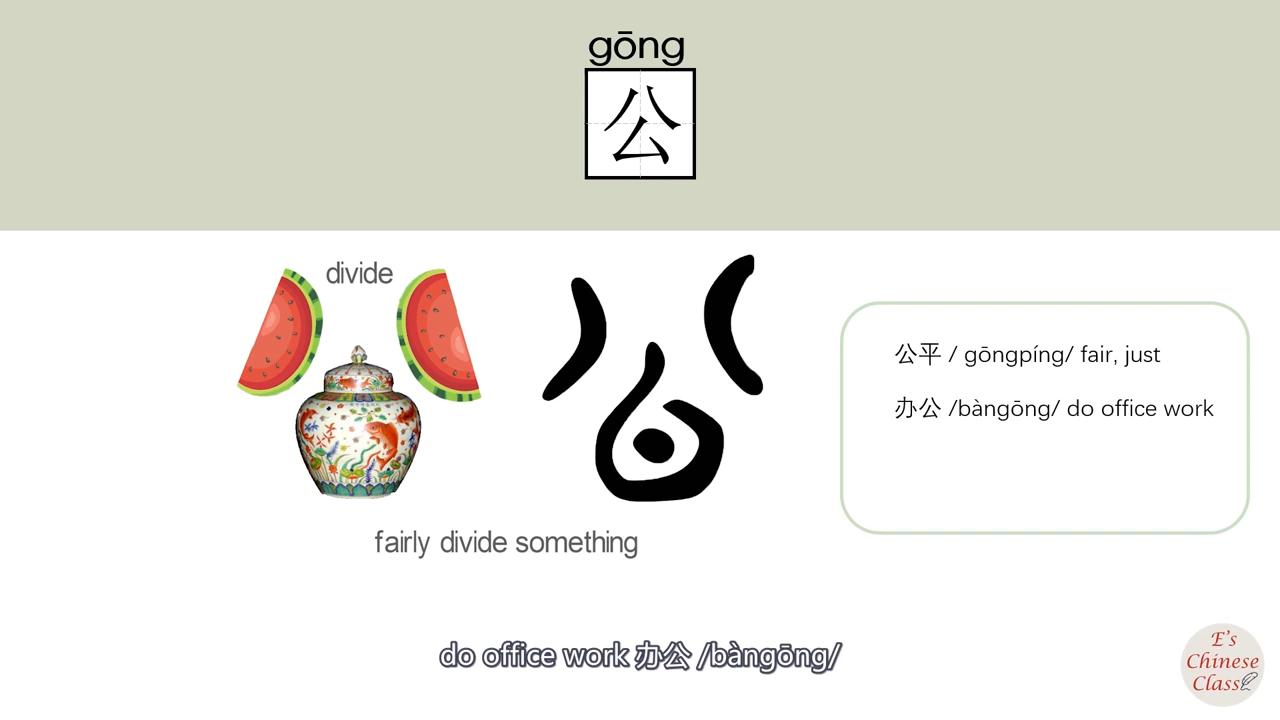 gōng
公
divide
fairly divide something
公平 / gōngpíng/ fair, just
办公 /bàngōng/ do office work
do office work 办公 /bàngōng/
E's
Chinese
Class